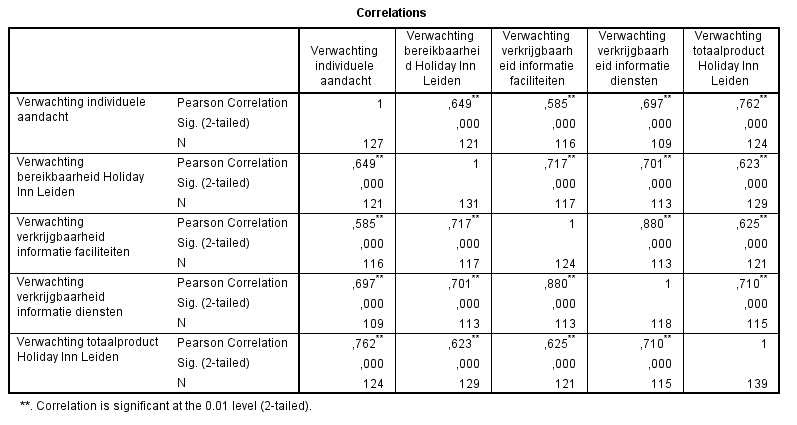 Correlations
Verwachting individuele aandacht
Verwachting bereikbaarhei d Holiday Inn Leiden
Verwachting verkrijgbaarh eid informatie faciliteiten
Verwachting verkrijgbaarh eid informatie diensten
Verwachting totaalproduct Holiday Inn Leiden
Verwachting individuele aandacht
Pearson Correlation 1 ,649** ,585** ,697** ,762**
Sig. (2-tailed) ,000 ,000 ,000 ,000
N 127 121 116 109 124
Verwachting bereikbaarheid Holiday Inn Leiden
Pearson Correlation ,649** 1 ,717** ,701** ,623**
Sig. (2-tailed) ,000 ,000 ,000 ,000
N 121 131 117 113 129
Verwachting verkrijgbaarheid informatie faciliteiten
Pearson Correlation ,585** ,717** 1 ,880** ,625**
Sig. (2-tailed) ,000 ,000 ,000 ,000
N 116 117 124 113 121
Verwachting verkrijgbaarheid informatie diensten
Pearson Correlation ,697** ,701** ,880** 1 ,710**
Sig. (2-tailed) ,000 ,000 ,000 ,000
N 109 113 113 118 115
Verwachting totaalproduct Holiday Inn Leiden
Pearson Correlation ,762** ,623** ,625** ,710** 1
Sig. (2-tailed) ,000 ,000 ,000 ,000
N 124 129 121 115 139
**. Correlation is significant at the 0.01 level (2-tailed).